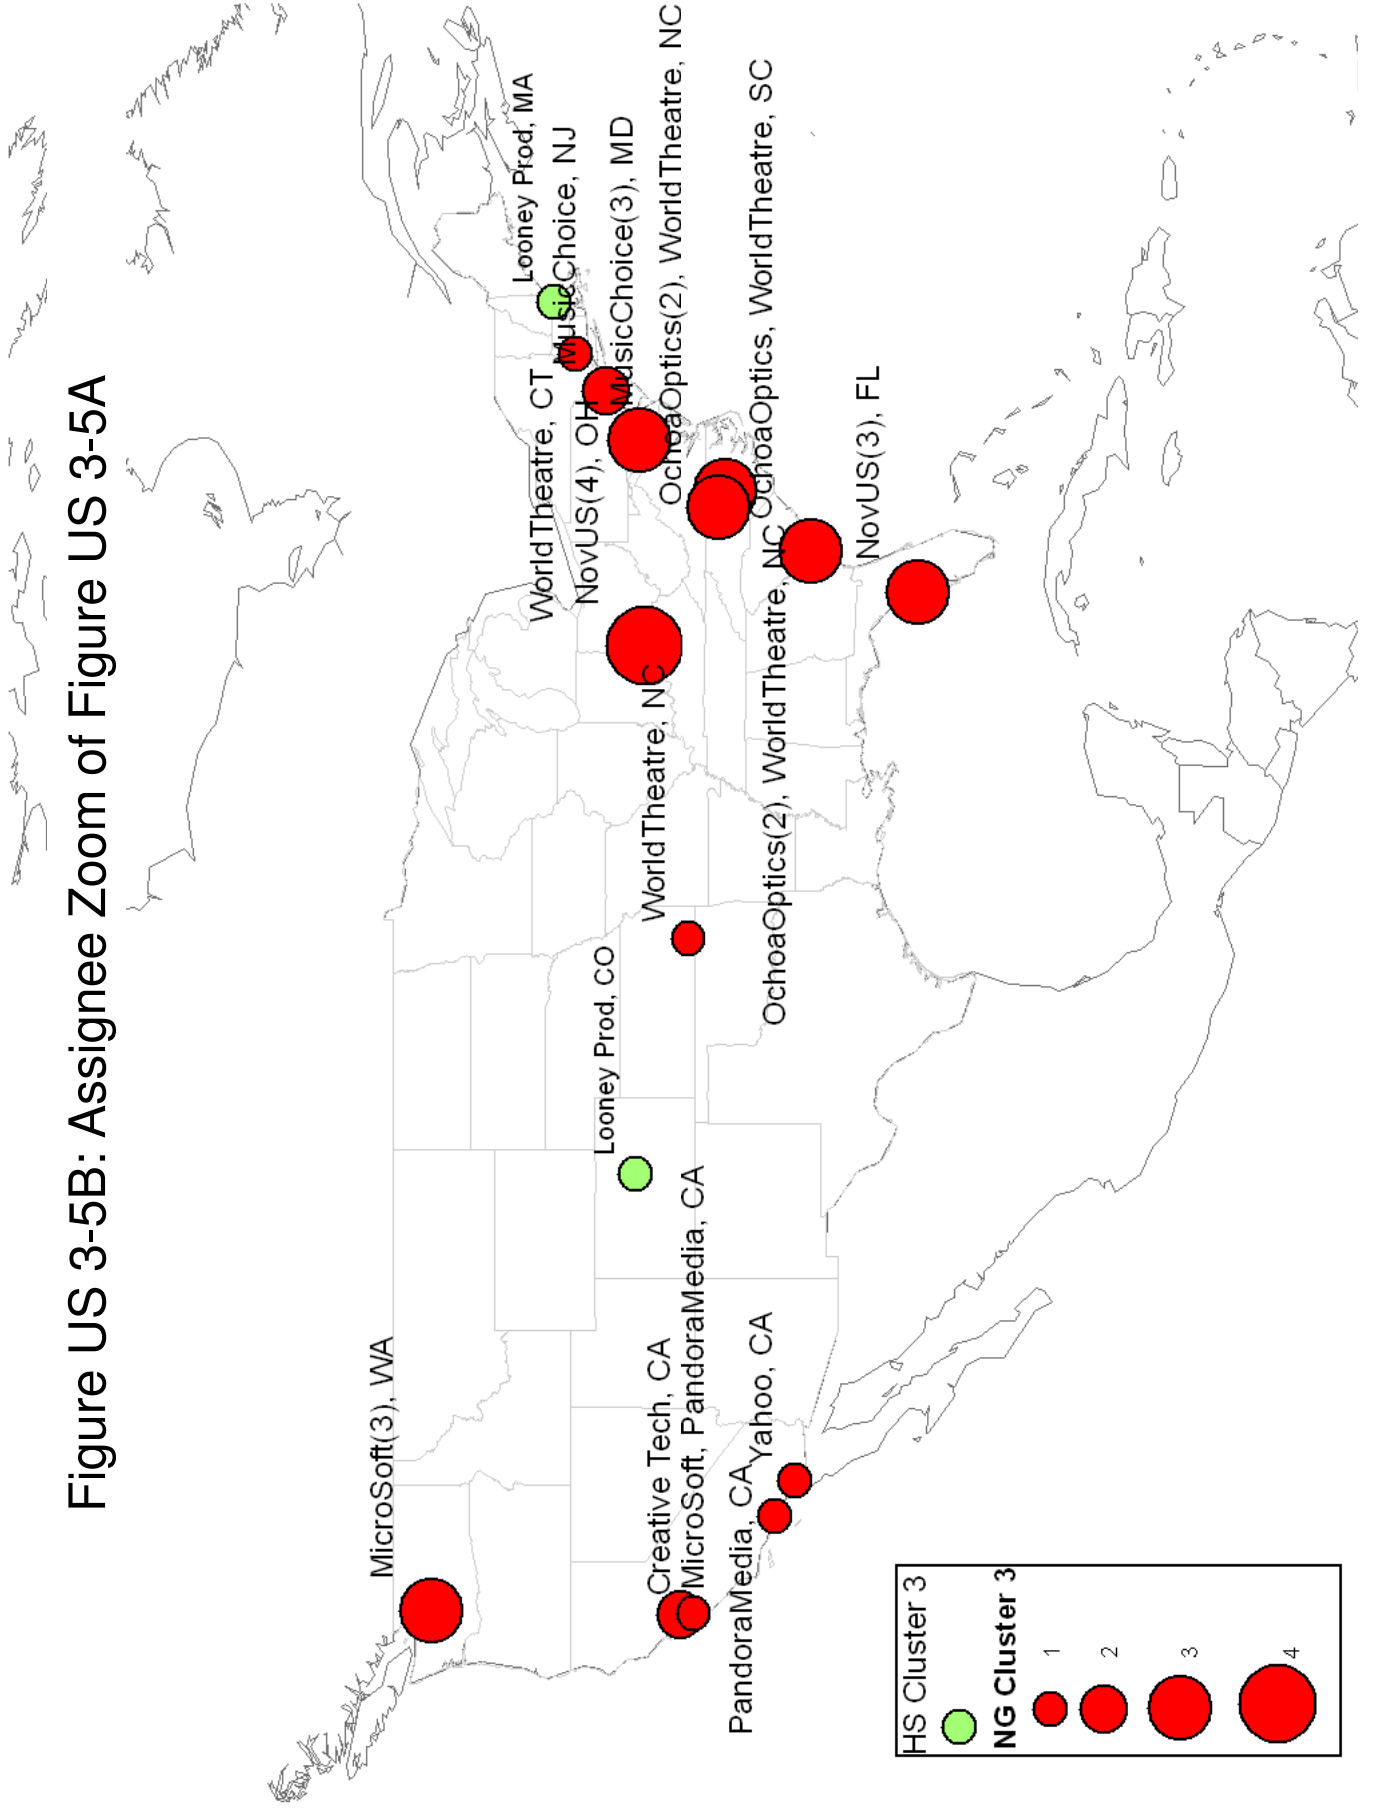 Figure US 3-5B: Assignee Zoom of Figure US 3-5A
MicroSoft(3), WA
Looney Prod, MA
WorldTheatre, CT
MusicChoice, NJ
NovUS(4), OH
Looney Prod, CO
MusicChoice(3), MD
WorldTheatre, NC
Creative Tech, CA
OchoaOptics(2), WorldTheatre, NC
MicroSoft, PandoraMedia, CA
PandoraMedia, CA
Yahoo, CA
OchoaOptics, WorldTheatre, SC
OchoaOptics(2), WorldTheatre, NC
NovUS(3), FL
HS Cluster 3
NG Cluster 3
1
2
3
4